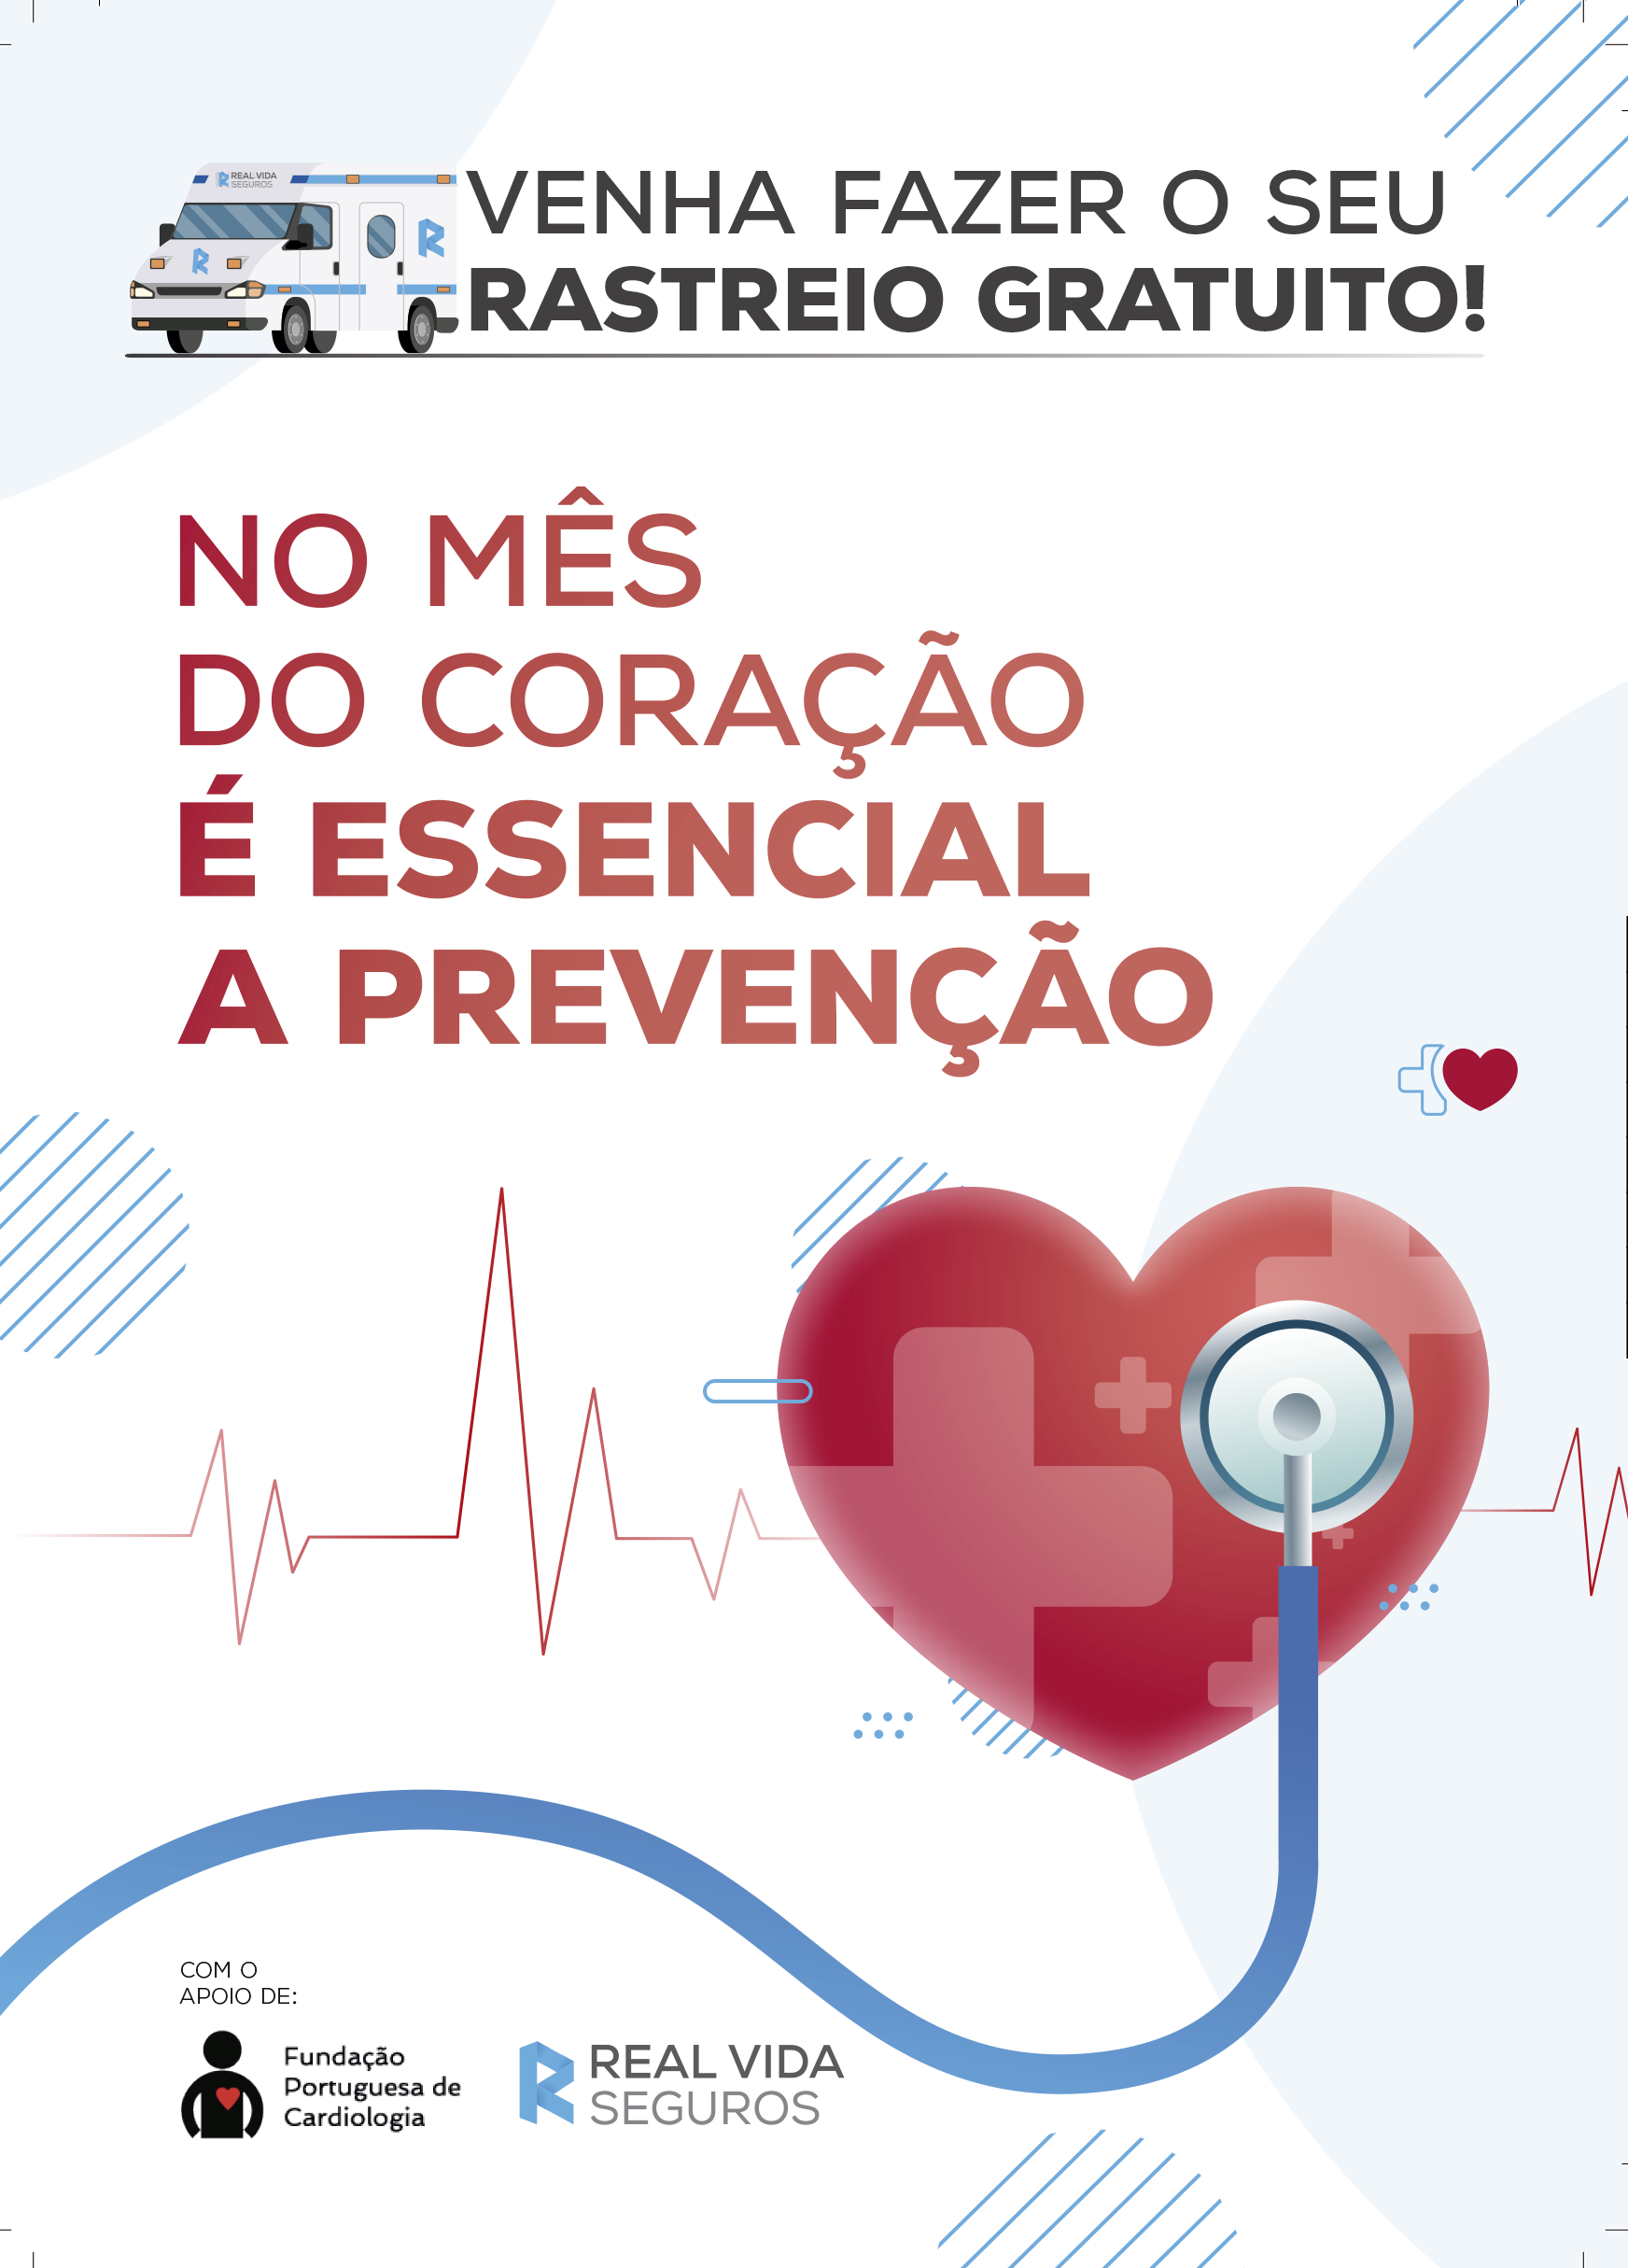 REAL VIDA
SEGUROS
VENHA FAZER O SEU
RASTREIO GRATUITO!
NO MÊS
DO CORAÇÃO
É ESSENCIAL
A PREVENÇÃO
COM O
APOIO DE:
Fundação
Portuguesa de
Cardiologia
REAL VIDA
SEGUROS